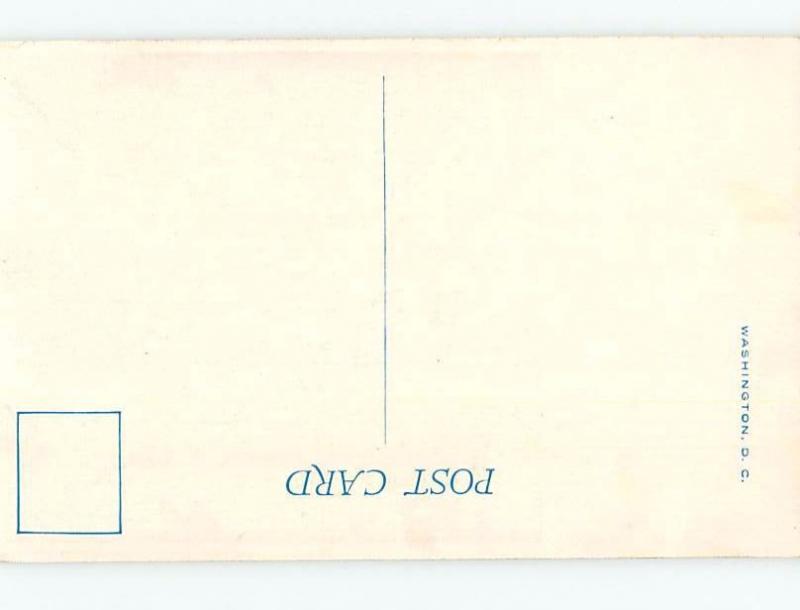 POST CARD
WASHINGTON, D. C.